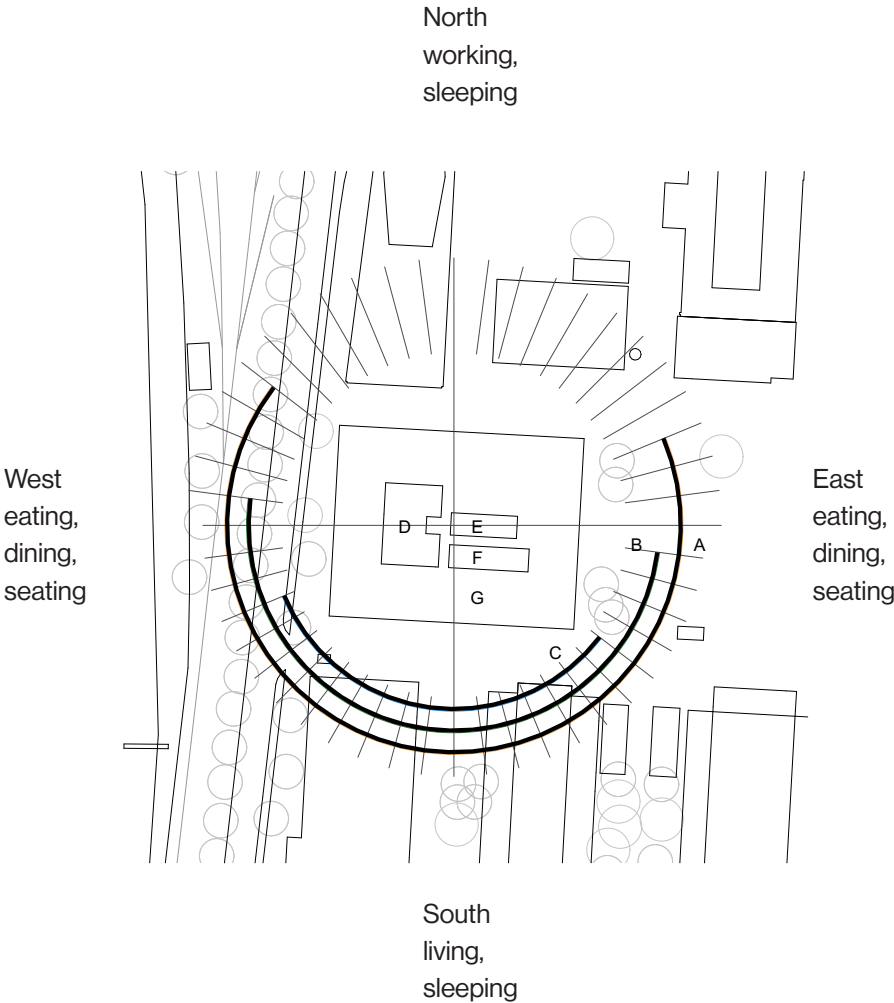 North
working,
sleeping
West
eating,
dining,
seating
East
eating,
dining,
seating
D
E
F
G
B
A
C
South
living,
sleeping